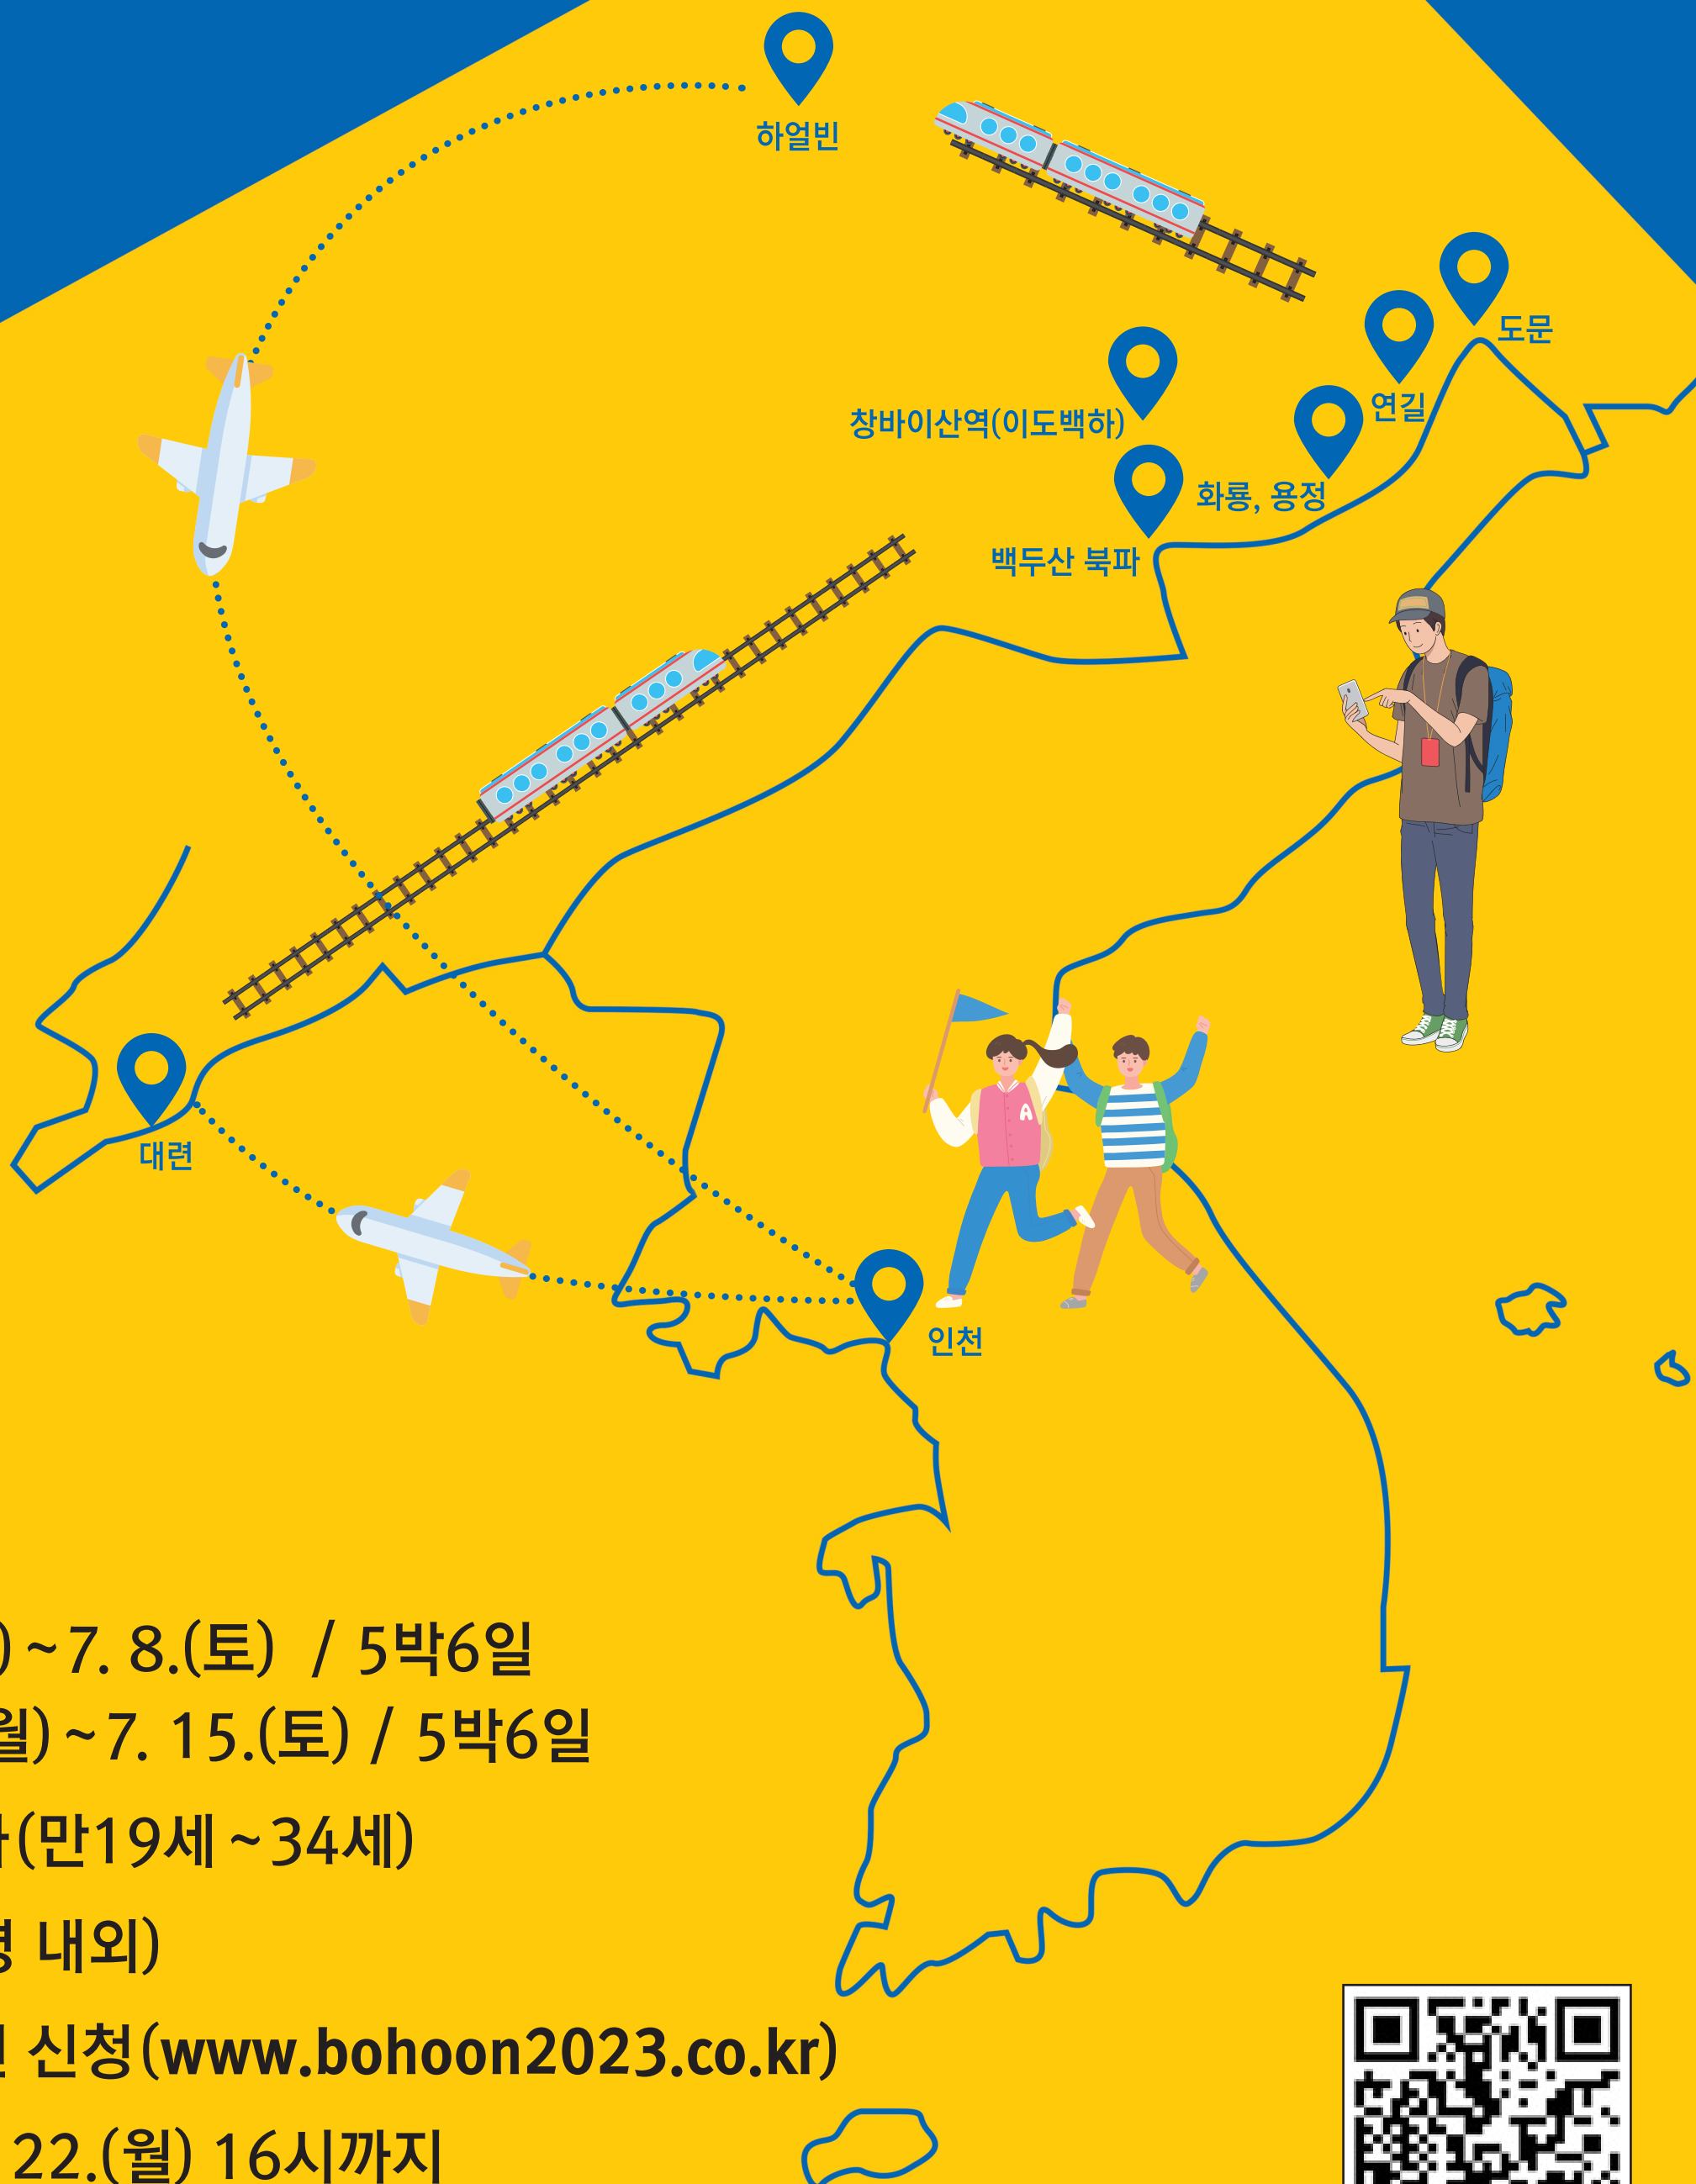 하얼빈
도문
연길
창바이산역(이도백하)
화룡, 용정
백두산 북파
대련
A
인천
) ~7. 8.(토) / 5박6일
월) ~7. 15.(토) / 5박6일
(만19세 ~34세)
내외)
신청(www.bohoon2023.co.kr)
22.(월) 16시까지